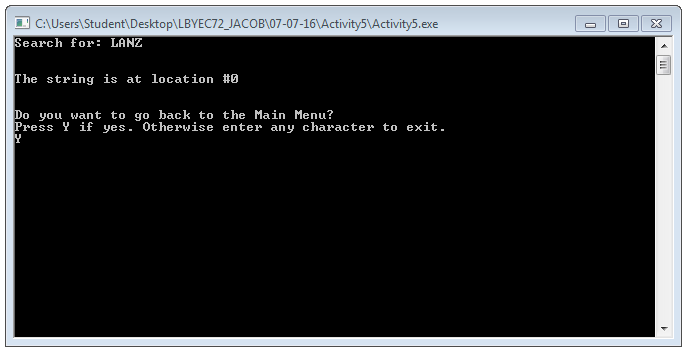 C:\Users\Student\Desktop\LBYEC72_JACOB\07-07-16\Activity5\Activity5.exe
Search for: LANZ
The string is at location #0
Do you want to go back to the Main Menu?
Press Y if yes. Otherwise enter any character to exit.
Y